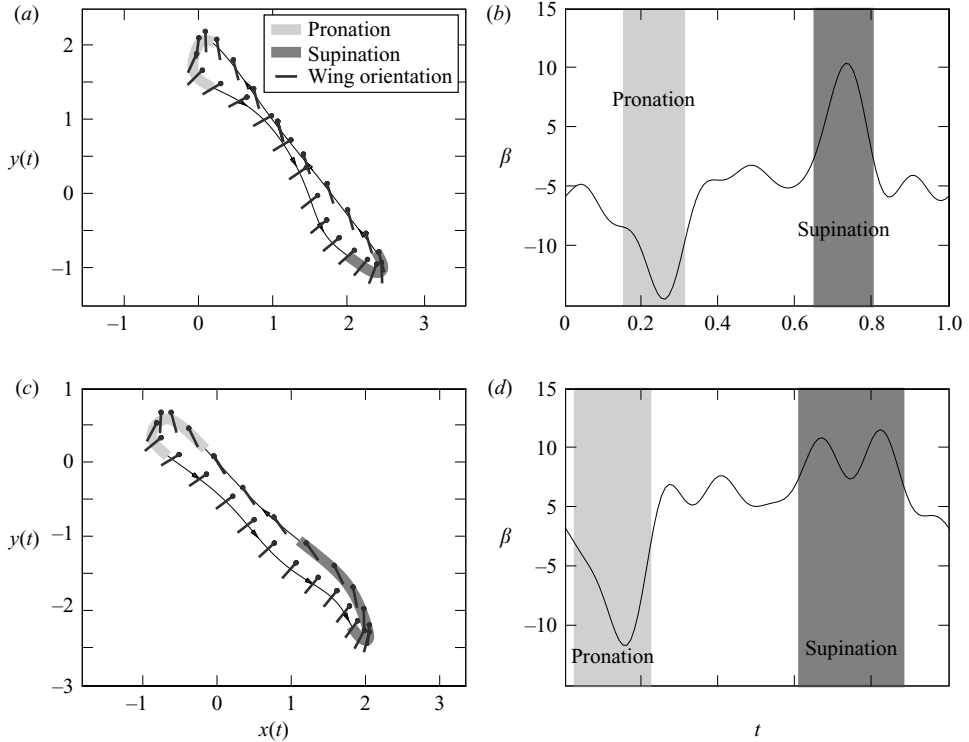 (a)
2
1
0
–1
y(t)
–1 0 1 2 3
Pronation
Supination
Wing orientation
(b)
15
10
5
–5
–10
β
Pronation
Supination
0 0.2 0.4 0.6 0.8 1.0
(c)
1
0
–1
–2
–3
y(t)
–1 0 1 2 3
x(t)
(d)
15
10
5
–5
–10
β
Pronation
Supination
t